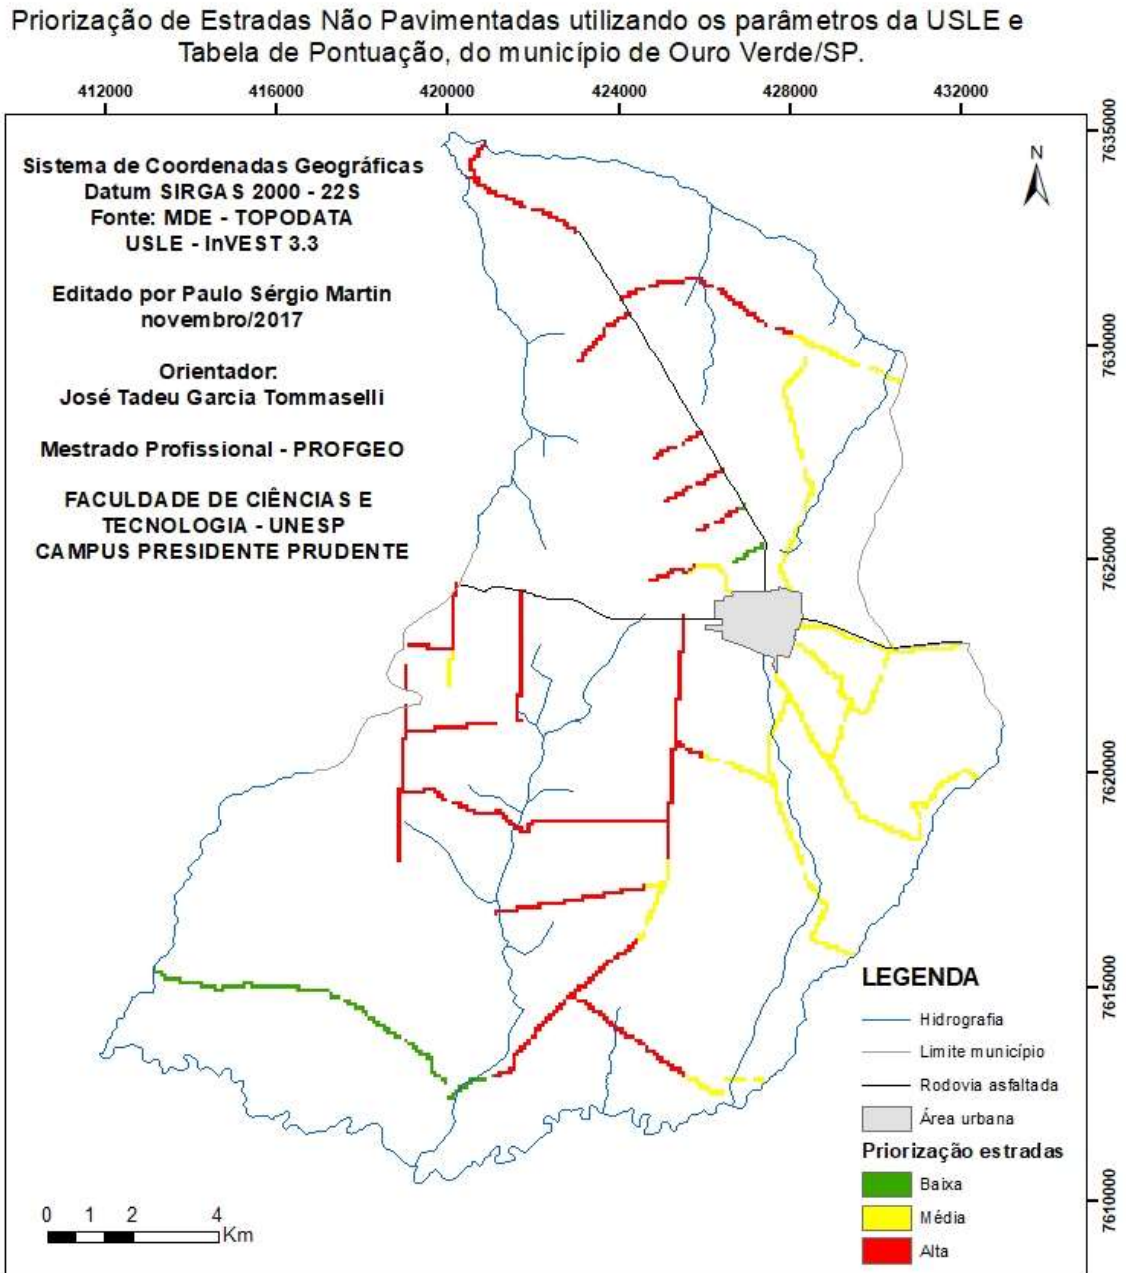 Priorização de Estradas Não Pavimentadas utilizando os parâmetros da USLE e
Tabela de Pontuação, do município de Ouro Verde/SP.
412000 416000 420000 424000 428000 432000
Sistema de Coordenadas Geográficas
Datum SIRGAS 2000 - 22S
Fonte: MDE - TOPODATA
USLE - InVEST 3.3
Editado por Paulo Sérgio Martin
novembro/2017
Orientador:
José Tadeu Garcia Tommaselli
Mestrado Profissional - PROFGEO
FACULDADE DE CIÊNCIAS E
TECNOLOGIA - UNESP
CAMPUS PRESIDENTE PRUDENTE
N
7635000
7630000
7625000
7620000
7615000
7610000
LEGENDA
Hidrografia
Limite município
Rodovia asfaltada
Área urbana
Priorização estradas
Baixa
Média
Alta
0 1 2 4
Km